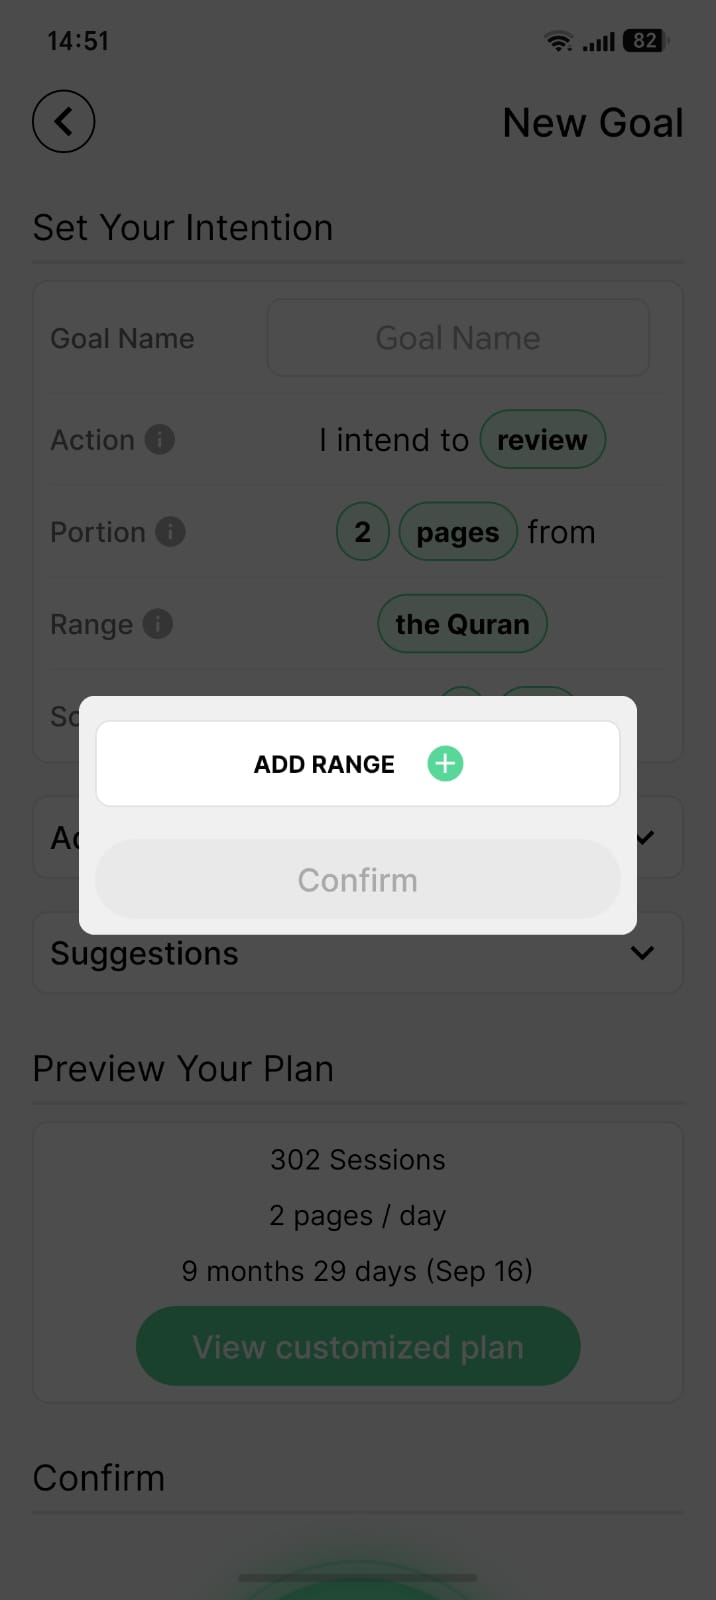 14:51 82
New Goal
Set Your Intention
Goal Name Goal Name
Action I intend to review
Portion 2 pages from
Range the Quran
ADD RANGE
Confirm
Suggestions
Preview Your Plan
302 Sessions
2 pages / day
9 months 29 days (Sep 16)
View customized plan
Confirm